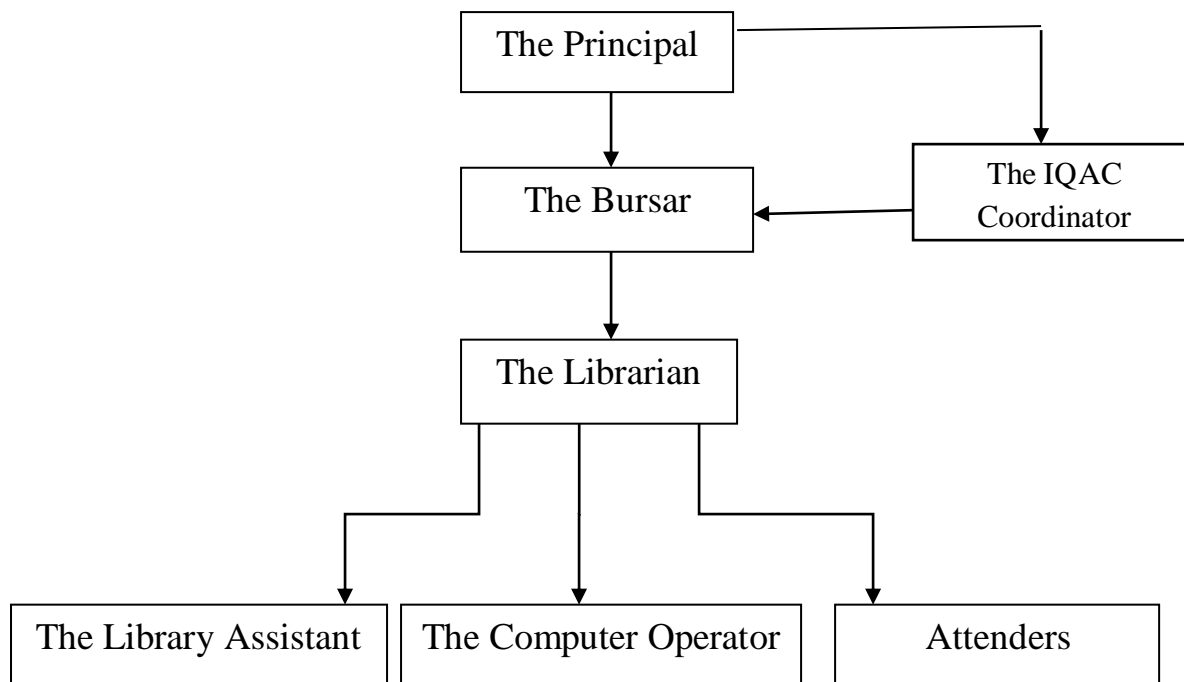 The Principal
The IQAC
Coordinator
The Bursar
The Librarian
The Library Assistant
The Computer Operator
Attenders